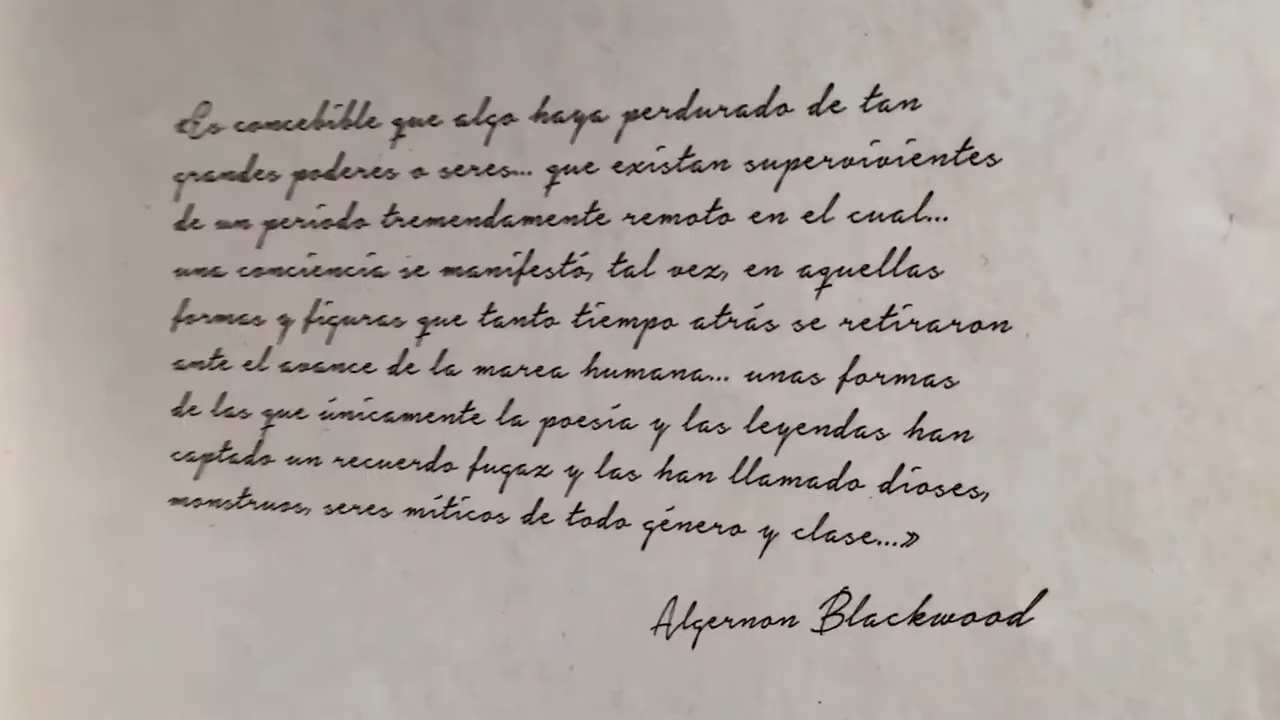 «Es concebible que algo haya perdurado de tan
grandes poderes o seres... que existan supervivientes
de un periodo tremendamente remoto en el cual...
una conciencia se manifestó, tal vez, en aquellas
formas y figuras que tanto tiempo atrás se retiraron
ante el avance de la marea humana... unas formas
de las que únicamente la poesía y las leyendas han
captado un recuerdo fugaz y las han llamado dioses,
monstruos, seres míticos de todo género y clase...»
Algernon Blackwood